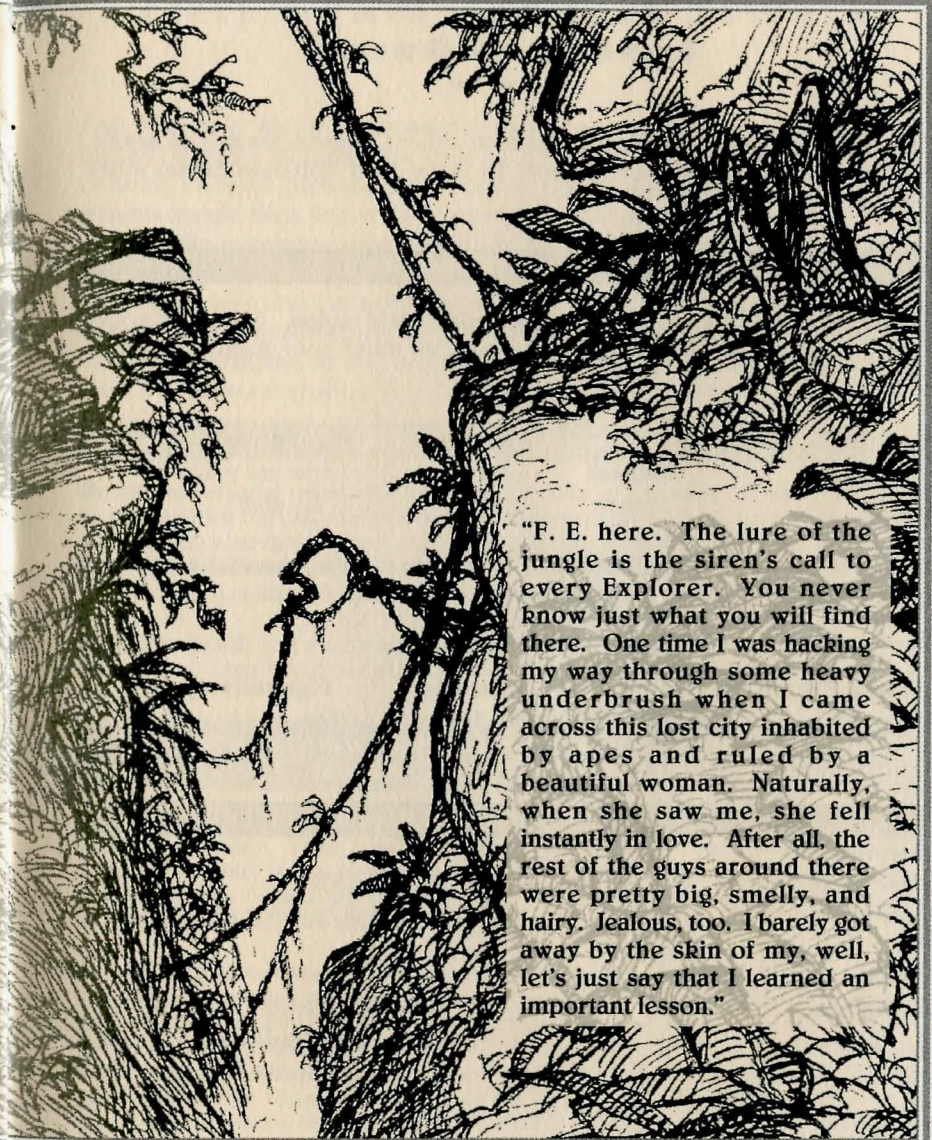 “F. E. here. The lure of the
jungle is the siren's call to
every Explorer. You never
know just what you will find
there. One time I was hacking
my way through some heavy
underbrush when I came
across this lost city inhabited
by apes and ruled by a
beautiful woman. Naturally,
when she saw me, she fell
instantly in love. After all, the
rest of the guys around there
were pretty big, smelly, and
hairy. Jealous, too. I barely got
away by the skin of my, well,
let's just say that I learned an
important lesson.”